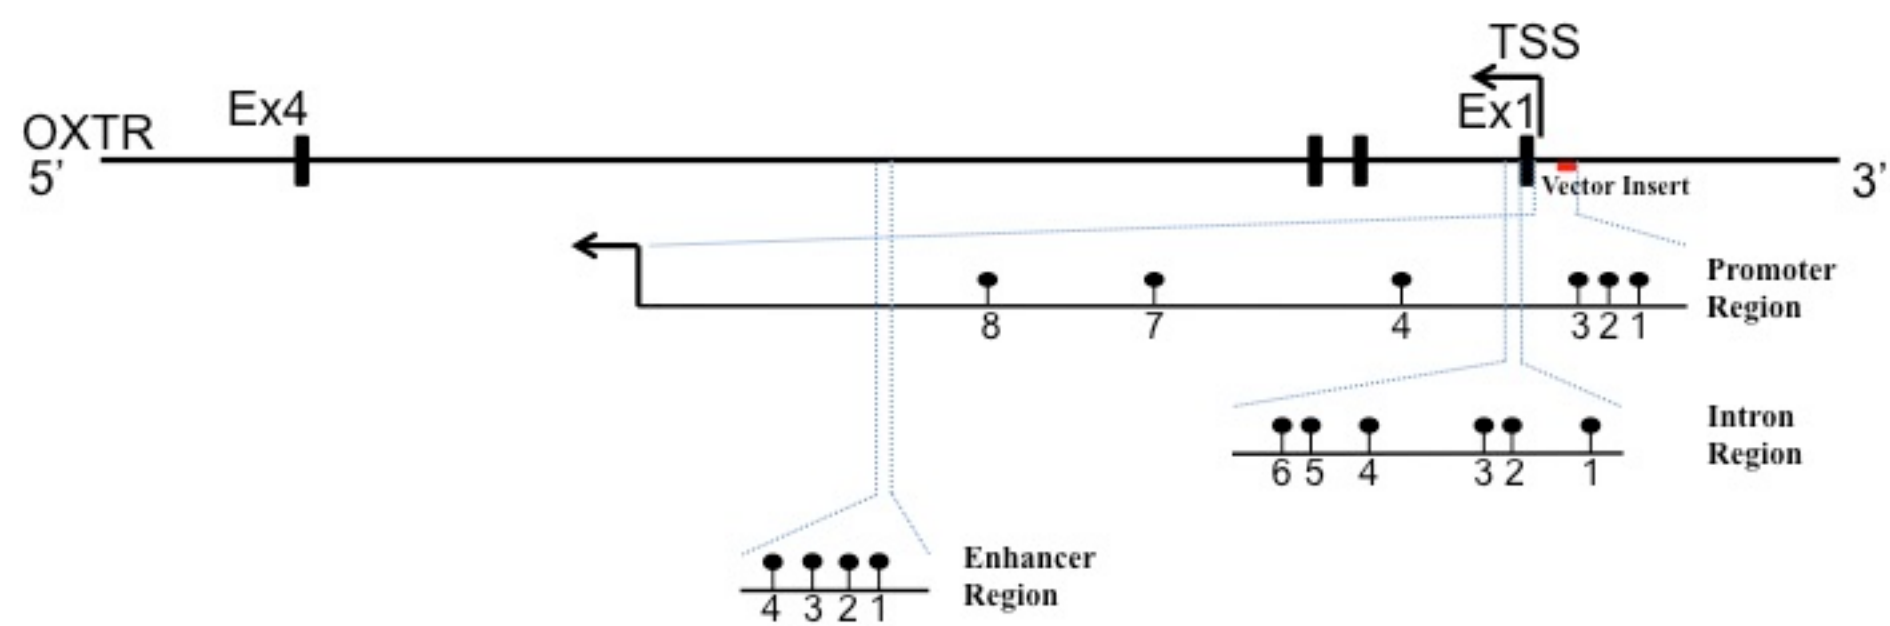 TSS
Ex4
Ex1
OXTR
5’
3’
Vector Insert
Promoter
Region
8 7 4 3 2 1
Intron
Region
6 5 4 3 2 1
Enhancer
Region
4 3 2 1